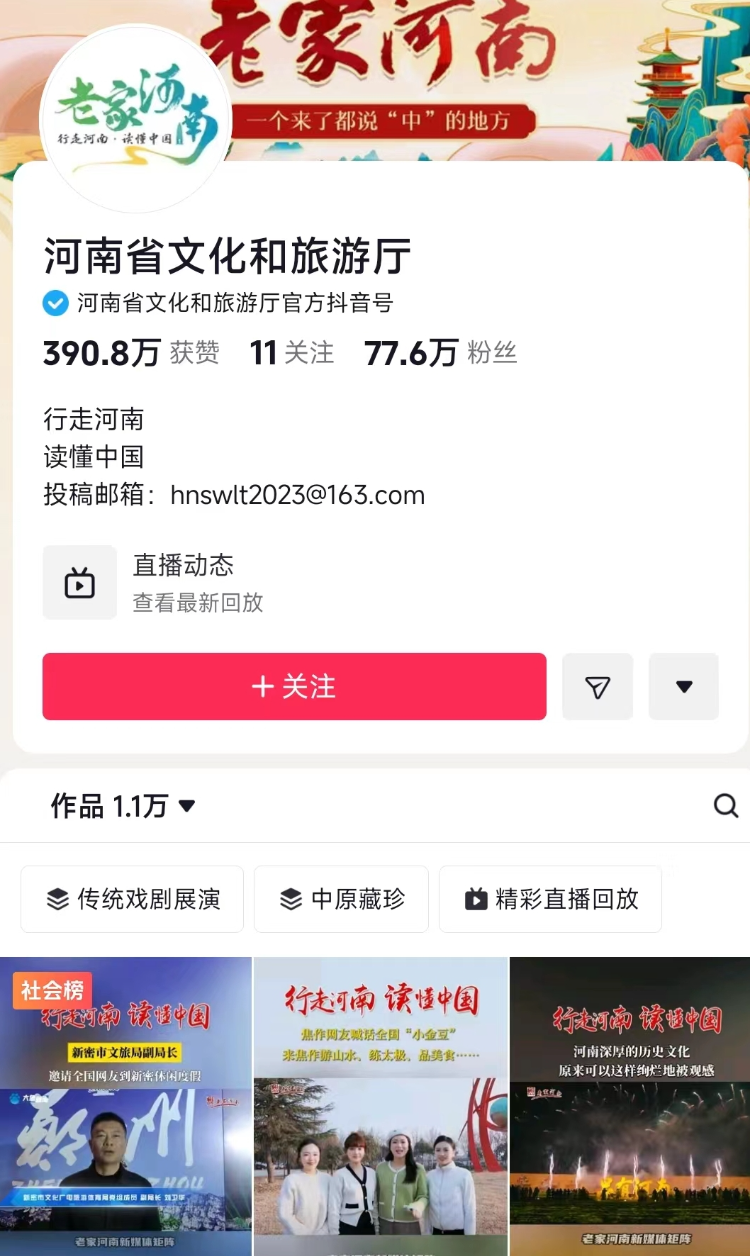 老家河南
一个来了都说“中”的地方
老家河南
行走河南·读懂中国
河南省文化和旅游厅
河南省文化和旅游厅官方抖音号
390.8万 获赞 11 关注 77.6万 粉丝
行走河南
读懂中国
投稿邮箱：hnswlt2023@163.com
直播动态
查看最新回放
+ 关注
作品 1.1万
传统戏剧展演 中原藏珍 精彩直播回放
社会榜
行走河南 读懂中国
新密市文旅局副局长
邀请全国网友到新密休闲度假
郑州
老家河南新媒体矩阵
行走河南 读懂中国
焦作网友喊话全国“小金豆”
来焦作游山水、练太极、品美食……
老家河南新媒体矩阵
行走河南 读懂中国
河南深厚的历史文化
原来可以这样绚烂地被观感
老家河南新媒体矩阵